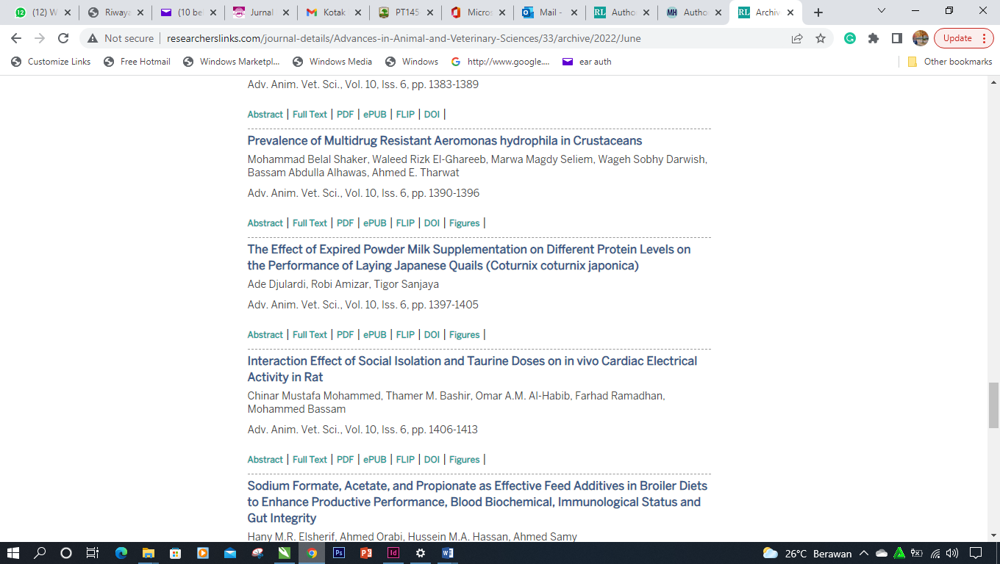 (12) W
Riwaya
(10 be
Jurnal
Kotak
PT145
Micros
Mail -
Autho
MH
Autho
Archiv
Not secure
researcherslinks.com/journal-details/Advances-in-Animal-and-Veterinary-Sciences/33/archive/2022/June
Update
Customize Links
Free Hotmail
Windows Marketpl...
Windows Media
Windows
http://www.google....
ear auth
Other bookmarks
Adv. Anim. Vet. Sci., Vol. 10, Iss. 6, pp. 1383-1389
Abstract | Full Text | PDF | ePUB | FLIP | DOI |
Prevalence of Multidrug Resistant Aeromonas hydrophila in Crustaceans
Mohammad Belal Shaker, Waleed Rizk El-Ghareeb, Marwa Magdy Seliem, Wageh Sobhy Darwish,
Bassam Abdulla Alhawas, Ahmed E. Tharwat
Adv. Anim. Vet. Sci., Vol. 10, Iss. 6, pp. 1390-1396
Abstract | Full Text | PDF | ePUB | FLIP | DOI | Figures |
The Effect of Expired Powder Milk Supplementation on Different Protein Levels on
the Performance of Laying Japanese Quails (Coturnix coturnix japonica)
Ade Djulardi, Robi Amizar, Tigor Sanjaya
Adv. Anim. Vet. Sci., Vol. 10, Iss. 6, pp. 1397-1405
Abstract | Full Text | PDF | ePUB | FLIP | DOI | Figures |
Interaction Effect of Social Isolation and Taurine Doses on in vivo Cardiac Electrical
Activity in Rat
Chinar Mustafa Mohammed, Thamer M. Bashir, Omar A.M. Al-Habib, Farhad Ramadhan,
Mohammed Bassam
Adv. Anim. Vet. Sci., Vol. 10, Iss. 6, pp. 1406-1413
Abstract | Full Text | PDF | ePUB | FLIP | DOI | Figures |
Sodium Formate, Acetate, and Propionate as Effective Feed Additives in Broiler Diets
to Enhance Productive Performance, Blood Biochemical, Immunological Status and
Gut Integrity
Hany M.R. Elsherif, Ahmed Orabi, Hussein M.A. Hassan, Ahmed Samy
26°C Berawan